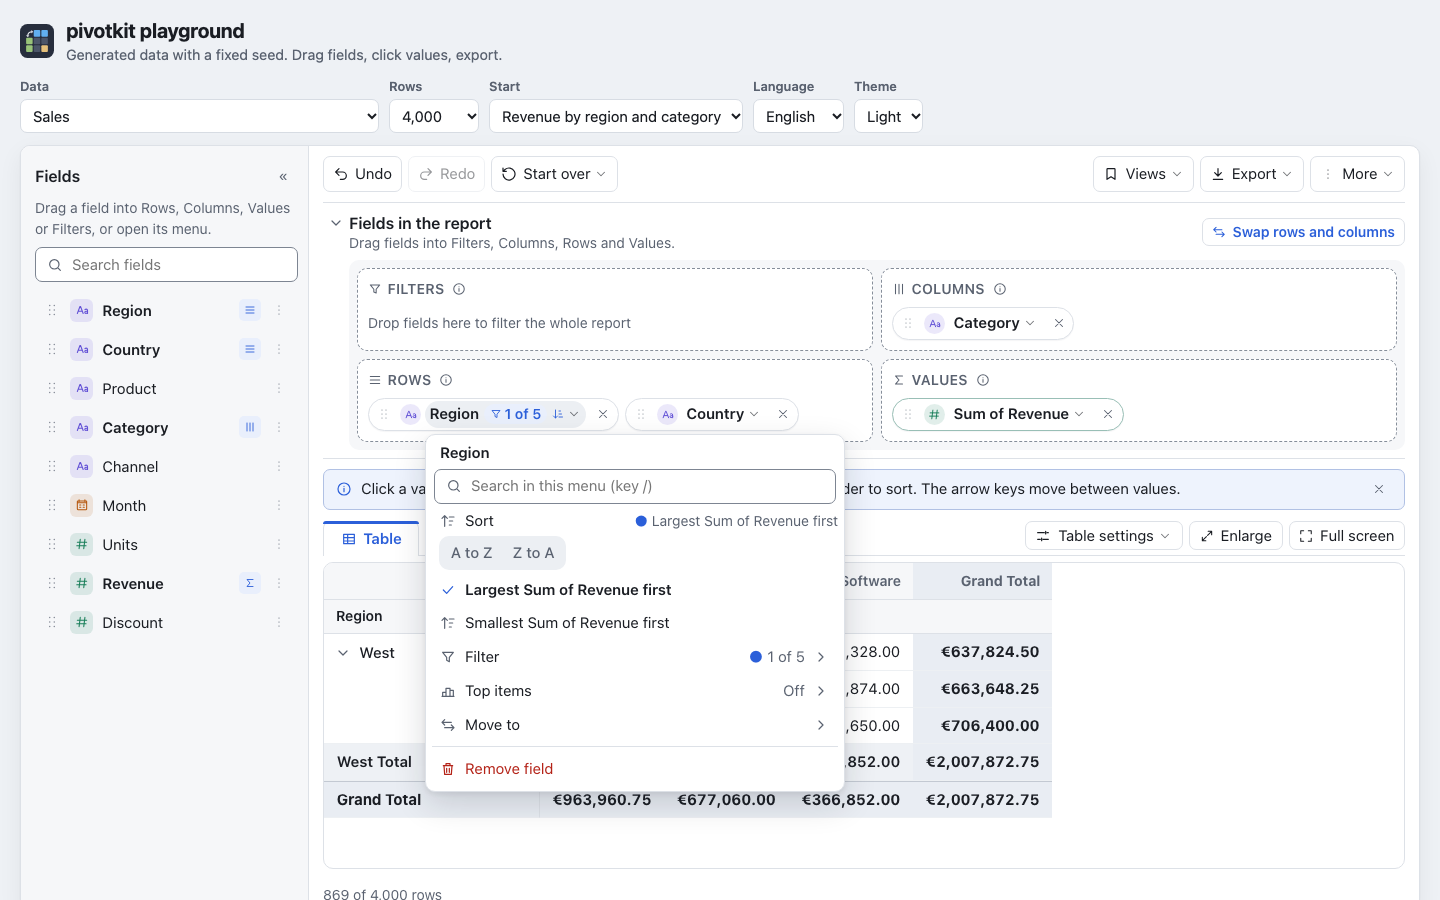 pivotkit playground
Generated data with a fixed seed. Drag fields, click values, export.
Data
Rows
Start
Language
Theme
Sales
4,000
Revenue by region and category
English
Light
Fields
«
Drag a field into Rows, Columns, Values
or Filters, or open its menu.
Search fields
Aa Region
Aa Country
Aa Product
Aa Category
Aa Channel
Month
# Units
# Revenue Σ
# Discount
Undo
Redo
Start over
Views
Export
More
Fields in the report
Drag fields into Filters, Columns, Rows and Values.
Swap rows and columns
FILTERS
Drop fields here to filter the whole report
COLUMNS
Aa Category
ROWS
Aa Region 1 of 5
Aa Country
Σ VALUES
# Sum of Revenue
Region
Search in this menu (key /)
Sort
Largest Sum of Revenue first
A to Z
Z to A
Largest Sum of Revenue first
Smallest Sum of Revenue first
Filter
1 of 5
Top items
Off
Move to
Remove field
Click a va
der to sort. The arrow keys move between values.
Table
Table settings
Enlarge
Full screen
Software
Grand Total
Region
West
,328.00
€637,824.50
,874.00
€663,648.25
,650.00
€706,400.00
West Total
,852.00
€2,007,872.75
Grand Total
€963,960.75
€677,060.00
€366,852.00
€2,007,872.75
869 of 4,000 rows